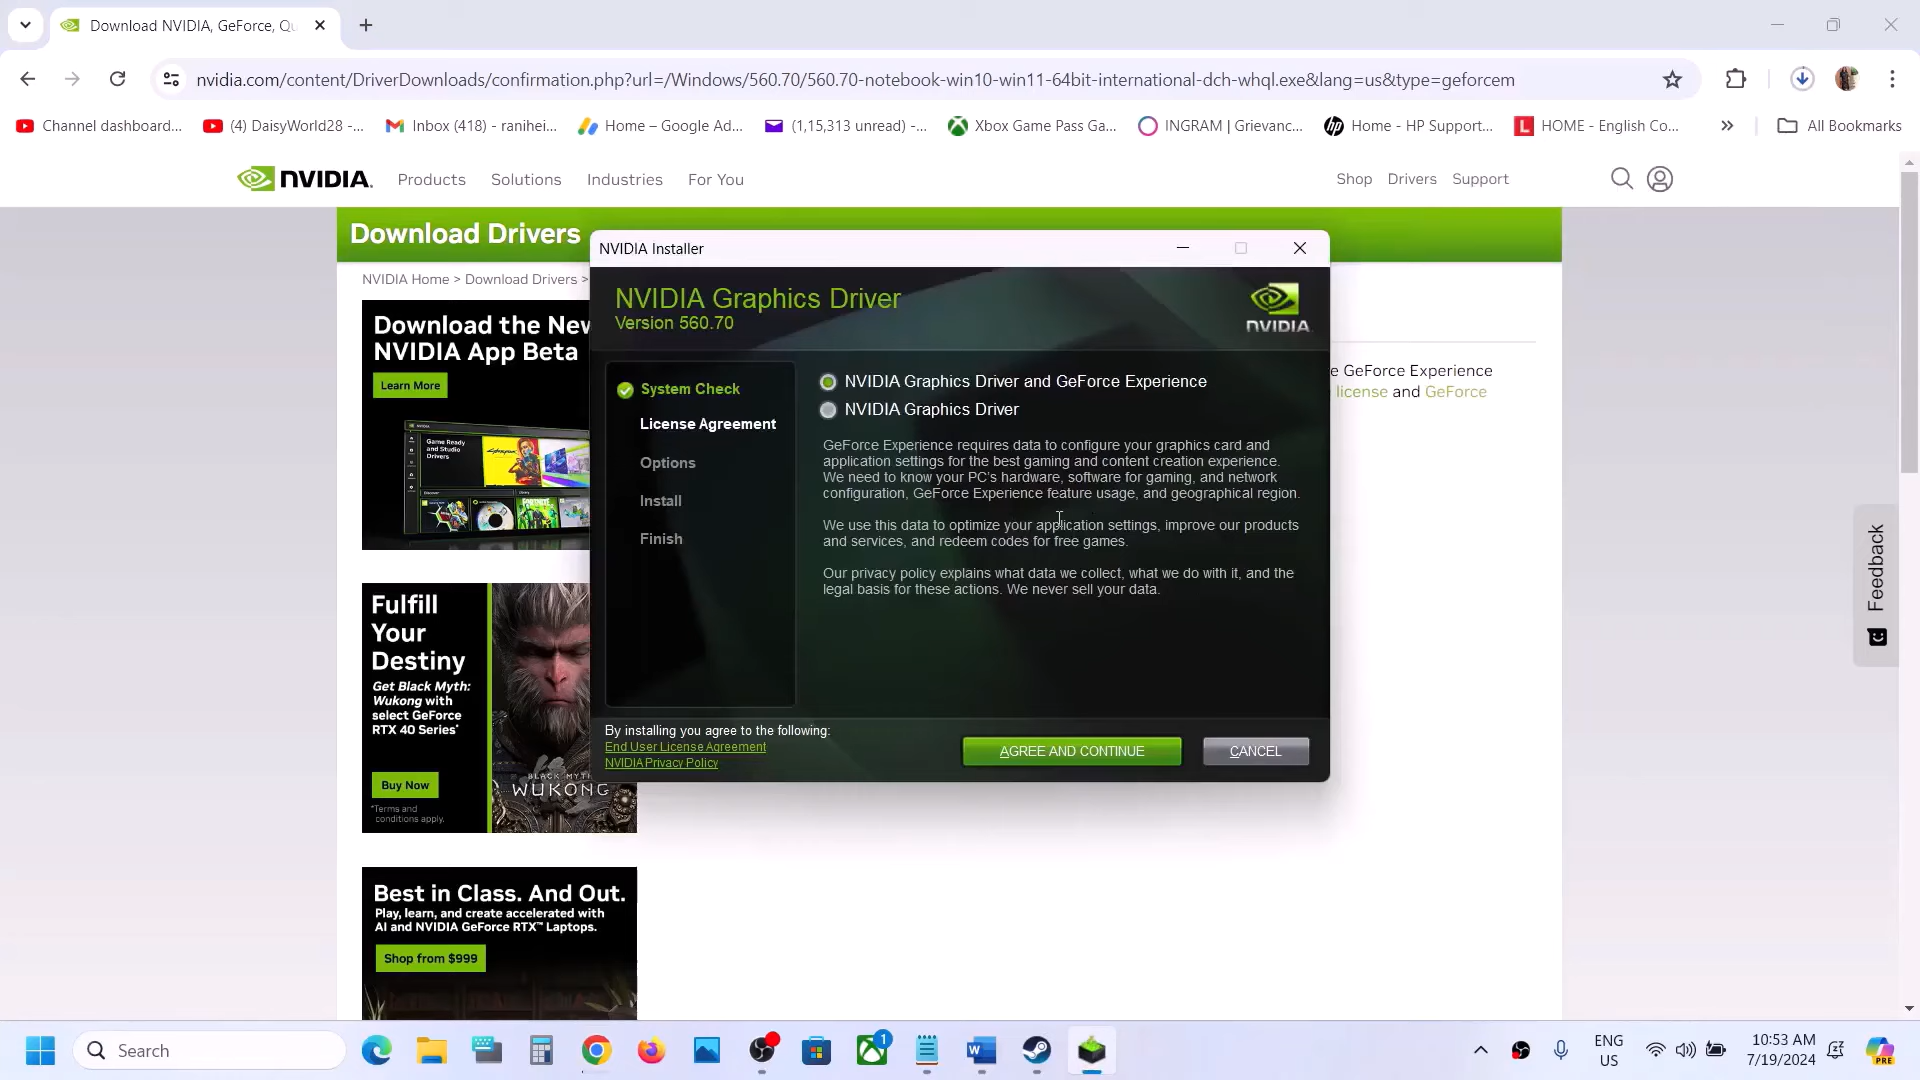 Download NVIDIA, GeForce, Qu
nvidia.com/content/DriverDownloads/confirmation.php?url=/Windows/560.70/560.70-notebook-win10-win11-64bit-international-dch-whql.exe&lang=us&type=geforcem
Channel dashboard...
(4) DaisyWorld28 -...
Inbox (418) - ranihei...
Home – Google Ad...
(1,15,313 unread) -...
Xbox Game Pass Ga...
INGRAM | Grievanc...
Home - HP Support...
HOME - English Co...
All Bookmarks
NVIDIA.
Products
Solutions
Industries
For You
Shop
Drivers
Support
Download Drivers
NVIDIA Home > Download Drivers >
Download the New
NVIDIA App Beta
Learn More
Game Ready
and Studio
Drivers
e GeForce Experience
license and GeForce
Fulfill
Your
Destiny
Get Black Myth:
Wukong with
select GeForce
RTX 40 Series*
Buy Now
*Terms and
conditions apply.
BLACK MYTH
WUKONG
Best in Class. And Out.
Play, learn, and create accelerated with
AI and NVIDIA GeForce RTX™ Laptops.
Shop from $999
NVIDIA Installer
NVIDIA Graphics Driver
Version 560.70
NVIDIA
System Check
License Agreement
Options
Install
Finish
NVIDIA Graphics Driver and GeForce Experience
NVIDIA Graphics Driver
GeForce Experience requires data to configure your graphics card and
application settings for the best gaming and content creation experience.
We need to know your PC's hardware, software for gaming, and network
configuration, GeForce Experience feature usage, and geographical region.
We use this data to optimize your application settings, improve our products
and services, and redeem codes for free games.
Our privacy policy explains what data we collect, what we do with it, and the
legal basis for these actions. We never sell your data.
By installing you agree to the following:
End User License Agreement
NVIDIA Privacy Policy
AGREE AND CONTINUE
CANCEL
Feedback
Search
1
ENG
US
10:53 AM
7/19/2024
PRE